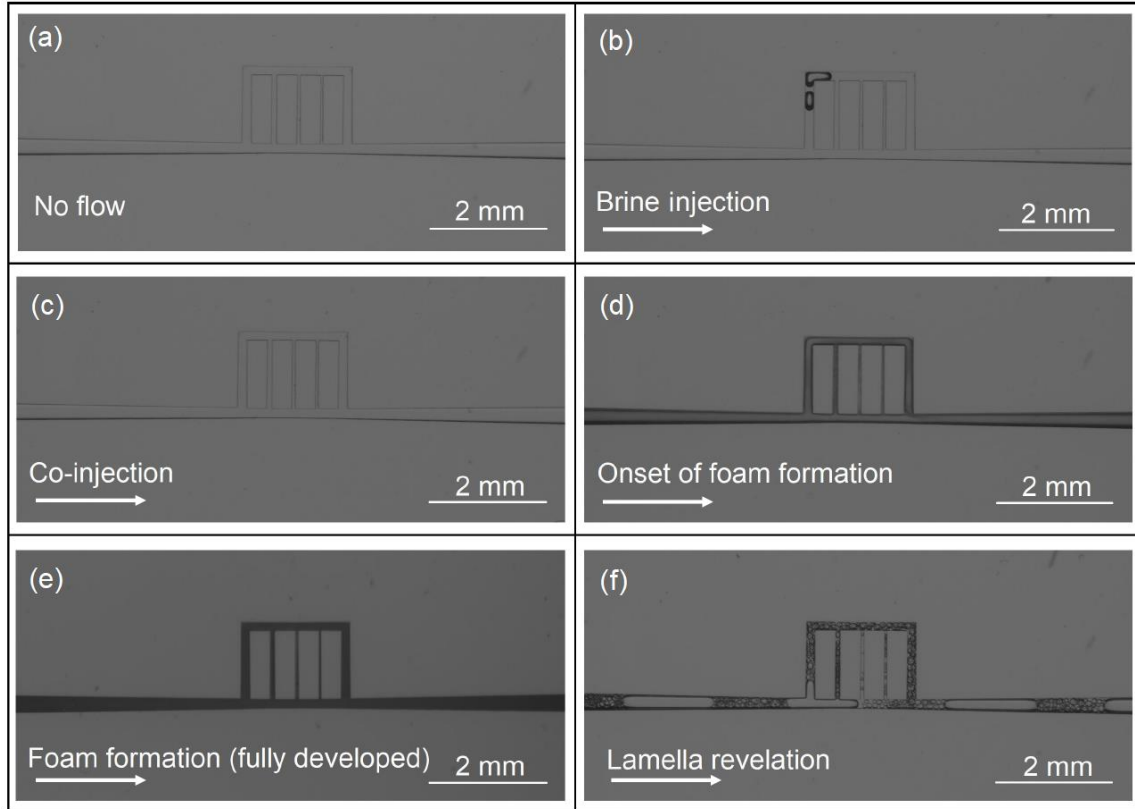 (a)
No flow
2 mm
(b)
Brine injection
2 mm
(c)
Co-injection
2 mm
(d)
Onset of foam formation
2 mm
(e)
Foam formation (fully developed)
2 mm
(f)
Lamella revelation
2 mm